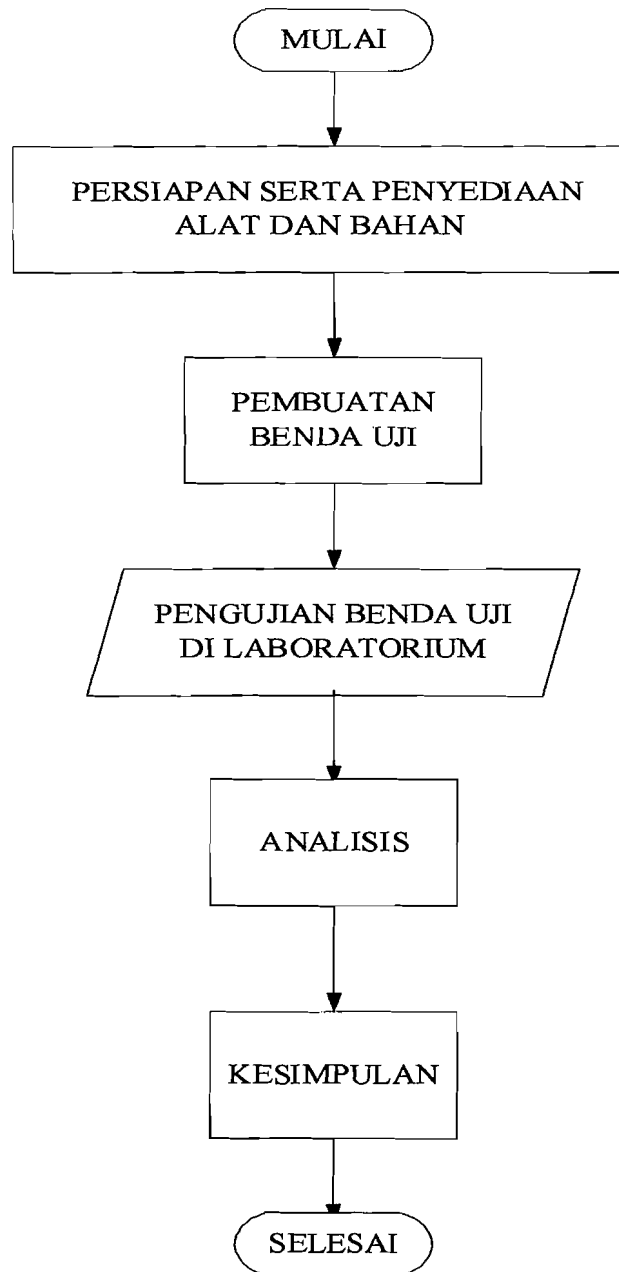 MULAI
PERSIAPAN SERTA PENYEDIAAN
ALAT DAN BAHAN
PEMBUATAN
BENDA UJI
PENGUJIAN BENDA UJI
DI LABORATORIUM
ANALISIS
KESIMPULAN
SELESAI